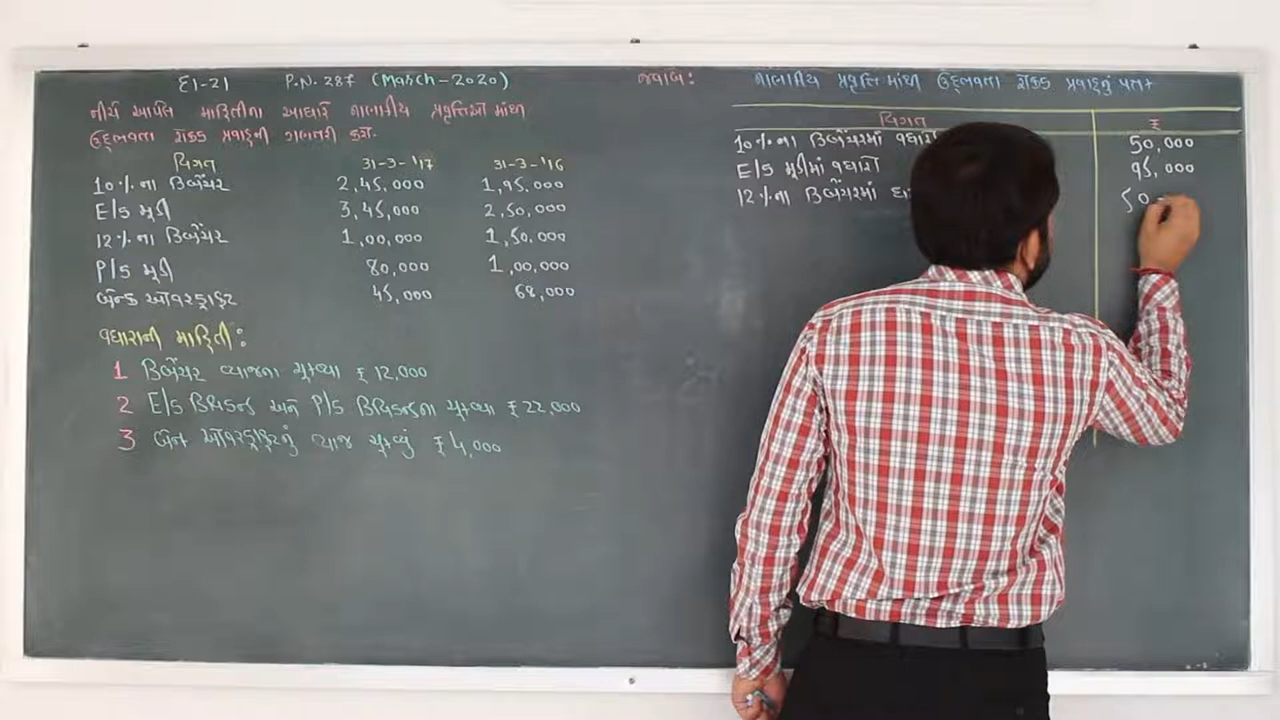 દા-21 P.N. 287 (March-2020)
નીચે આપેલ માહિતીના આધારે નાણાકીય પ્રવૃત્તિઓ માંથી
ઉદ્દભવતા રોકડ પ્રવાહની ગણતરી કરો.
વિગત 31-3-'17 31-3-'16
10%ના ડિબેંચર 2,45,000 1,95,000
E/S મૂડી 3,45,000 2,50,000
12%ના ડિબેંચર 1,00,000 1,50,000
P/S મૂડી 80,000 1,00,000
બેન્ક ઓવરડ્રાફ્ટ 45,000 68,000
વધારાની માહિતી:
1 ડિબેંચર વ્યાજના ચૂકવ્યા ₹ 12,000
2 E/S ડિવિડન્ડ અને P/S ડિવિડન્ડના ચૂકવ્યા ₹ 22,000
3 બેંન ઓવરડ્રાફ્ટનું વ્યાજ ચૂકવ્યું ₹ 4,000
જવાબ: નાણાકીય પ્રવૃત્તિ માંથી ઉદ્દભવતા રોકડ પ્રવાહનું પત્રક
વિગત ₹
10%ના ડિબેંચરમાં વધારો 50,000
E/S મૂડીમાં વધારો 95,000
12%ના ડિબેંચરમાં 50